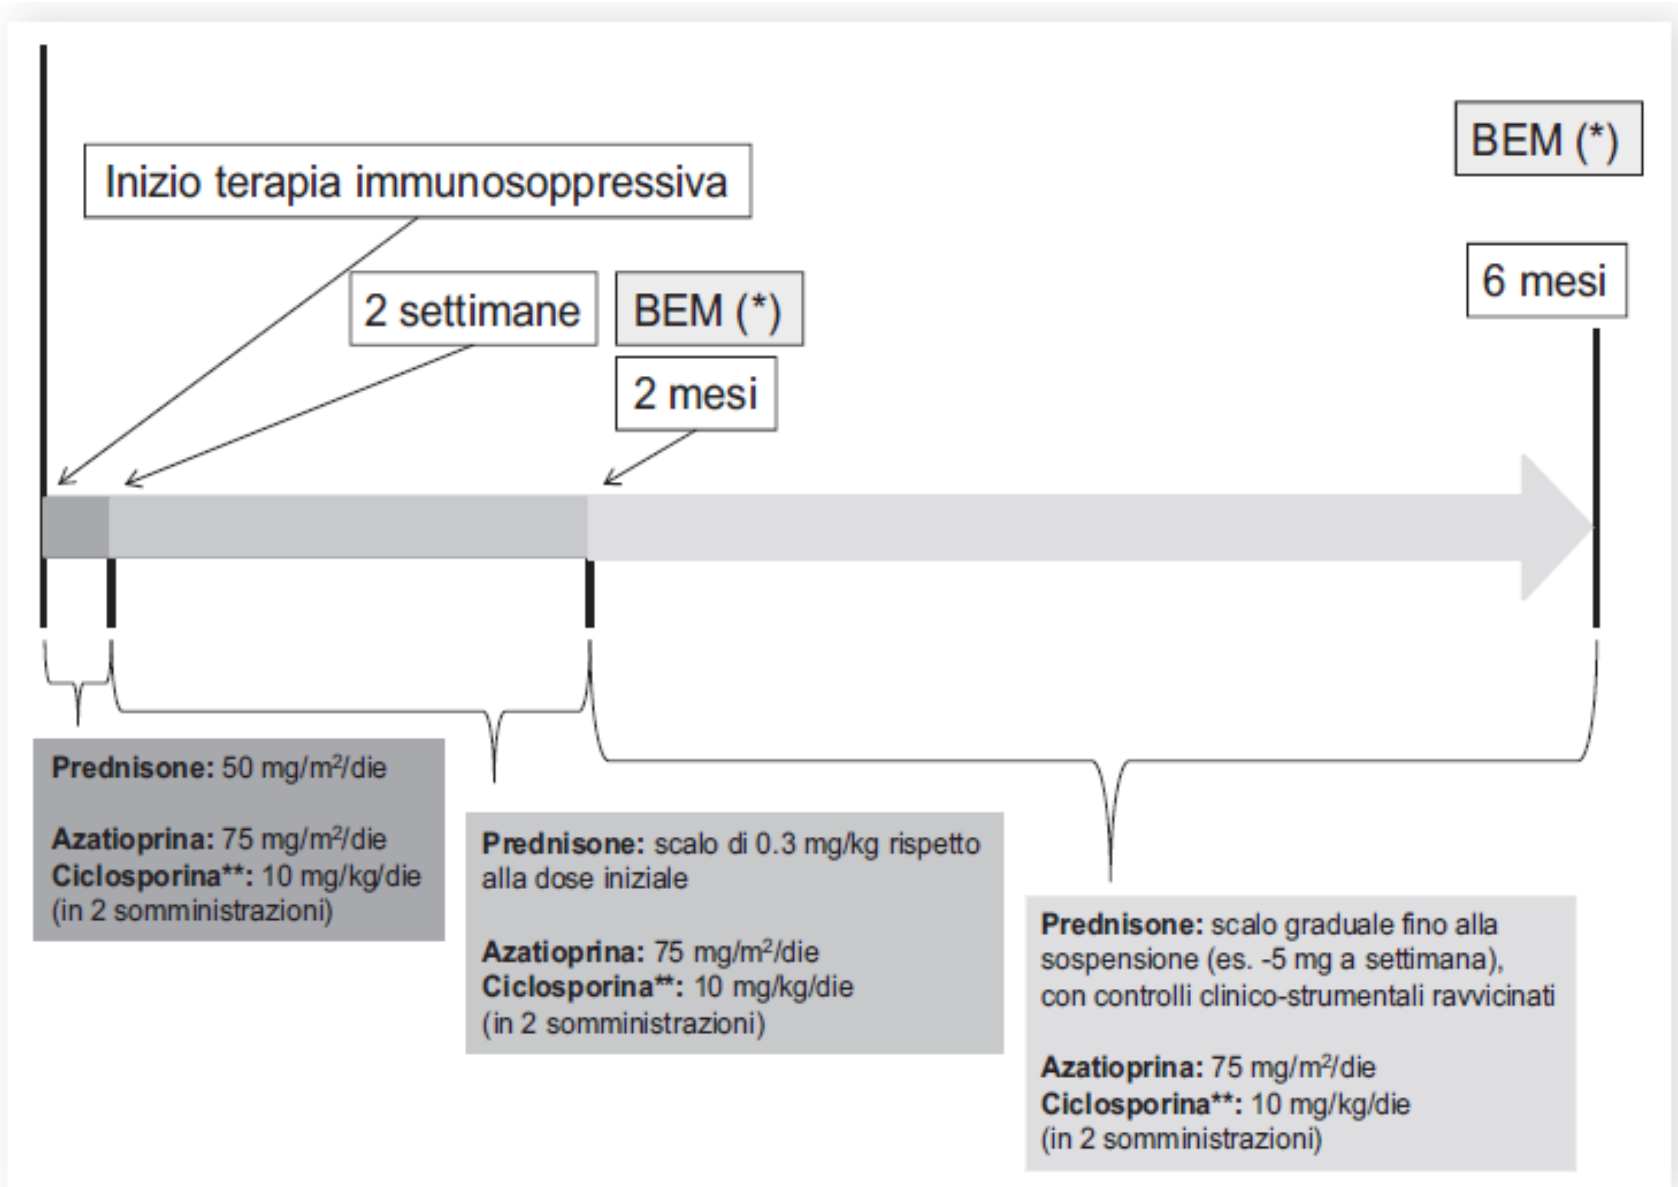 BEM (*)
Inizio terapia immunosoppressiva
6 mesi
2 settimane
BEM (*)
2 mesi
Prednisone: 50 mg/m²/die
Azatioprina: 75 mg/m²/die
Ciclosporina**: 10 mg/kg/die
(in 2 somministrazioni)
Prednisone: scalo di 0.3 mg/kg rispetto
alla dose iniziale
Azatioprina: 75 mg/m²/die
Ciclosporina**: 10 mg/kg/die
(in 2 somministrazioni)
Prednisone: scalo graduale fino alla
sospensione (es. -5 mg a settimana),
con controlli clinico-strumentali ravvicinati
Azatioprina: 75 mg/m²/die
Ciclosporina**: 10 mg/kg/die
(in 2 somministrazioni)